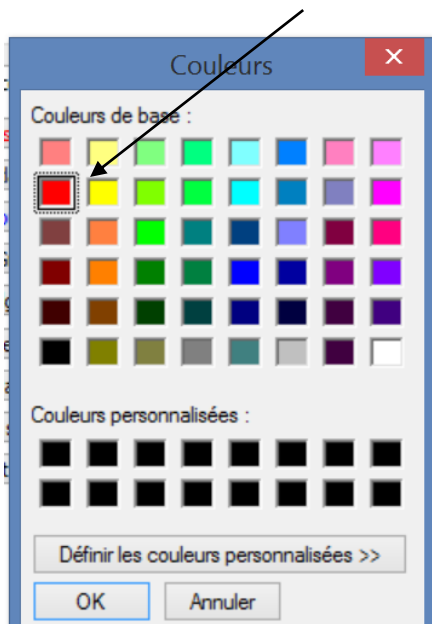 Couleurs
Couleurs de base :
Couleurs personnalisées :
Définir les couleurs personnalisées >>
OK
Annuler